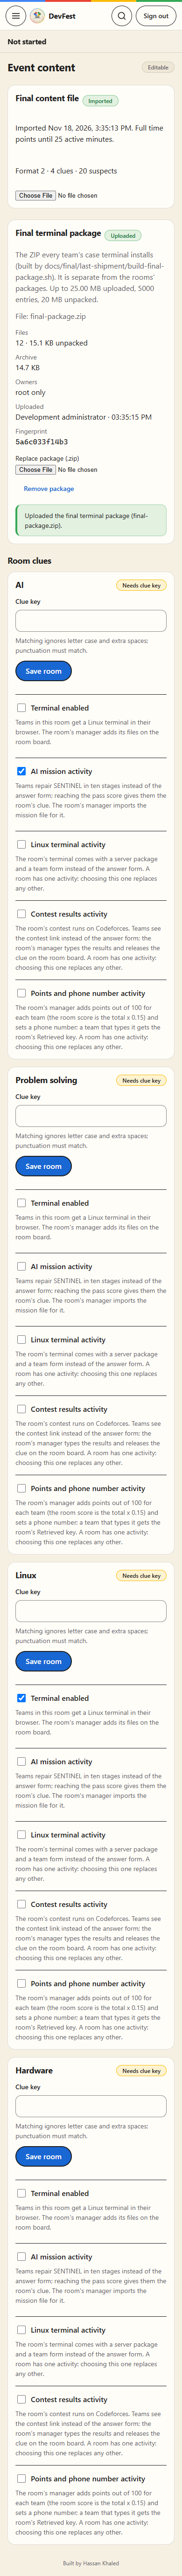 DevFest
Sign out
Not started
Event content
Editable
Final content file
Imported
Imported Nov 18, 2026, 3:35:13 PM. Full time
points until 25 active minutes.
Format 2 · 4 clues · 20 suspects
Choose File No file chosen
Final terminal package
Uploaded
The ZIP every team's case terminal installs
(built by docs/final/last-shipment/build-final-
package.sh). It is separate from the rooms'
packages. Up to 25.00 MB uploaded, 5000
entries, 20 MB unpacked.
File: final-package.zip
Files
12 · 15.1 KB unpacked
Archive
14.7 KB
Owners
root only
Uploaded
Development administrator · 03:35:15 PM
Fingerprint
5a6c033f14b3
Replace package (.zip)
Choose File No file chosen
Remove package
Uploaded the final terminal package (final-
package.zip).
Room clues
AI
Needs clue key
Clue key
Matching ignores letter case and extra spaces;
punctuation must match.
Save room
Terminal enabled
Teams in this room get a Linux terminal in their
browser. The room's manager adds its files on the
room board.
AI mission activity
Teams repair SENTINEL in ten stages instead of the
answer form; reaching the pass score gives them the
room's clue. The room's manager imports the
mission file for it.
Linux terminal activity
The room's terminal comes with a server package
and a team form instead of the answer form. A
room has one activity: choosing this one replaces
any other.
Contest results activity
The room's contest runs on Codeforces. Teams see
the contest link instead of the answer form; the
room's manager types the results and releases the
clue on the room board. A room has one activity:
choosing this one replaces any other.
Points and phone number activity
The room's manager adds points out of 100 for
each team (the room score is the total x 0.15) and
sets a phone number; a team that types it gets the
room's Retrieved key. A room has one activity:
choosing this one replaces any other.
Problem solving
Needs clue key
Clue key
Matching ignores letter case and extra spaces;
punctuation must match.
Save room
Terminal enabled
Teams in this room get a Linux terminal in their
browser. The room's manager adds its files on the
room board.
AI mission activity
Teams repair SENTINEL in ten stages instead of the
answer form; reaching the pass score gives them the
room's clue. The room's manager imports the
mission file for it.
Linux terminal activity
The room's terminal comes with a server package
and a team form instead of the answer form. A
room has one activity: choosing this one replaces
any other.
Contest results activity
The room's contest runs on Codeforces. Teams see
the contest link instead of the answer form; the
room's manager types the results and releases the
clue on the room board. A room has one activity:
choosing this one replaces any other.
Points and phone number activity
The room's manager adds points out of 100 for
each team (the room score is the total x 0.15) and
sets a phone number; a team that types it gets the
room's Retrieved key. A room has one activity:
choosing this one replaces any other.
Linux
Needs clue key
Clue key
Matching ignores letter case and extra spaces;
punctuation must match.
Save room
Terminal enabled
Teams in this room get a Linux terminal in their
browser. The room's manager adds its files on the
room board.
AI mission activity
Teams repair SENTINEL in ten stages instead of the
answer form; reaching the pass score gives them the
room's clue. The room's manager imports the
mission file for it.
Linux terminal activity
The room's terminal comes with a server package
and a team form instead of the answer form. A
room has one activity: choosing this one replaces
any other.
Contest results activity
The room's contest runs on Codeforces. Teams see
the contest link instead of the answer form; the
room's manager types the results and releases the
clue on the room board. A room has one activity:
choosing this one replaces any other.
Points and phone number activity
The room's manager adds points out of 100 for
each team (the room score is the total x 0.15) and
sets a phone number; a team that types it gets the
room's Retrieved key. A room has one activity:
choosing this one replaces any other.
Hardware
Needs clue key
Clue key
Matching ignores letter case and extra spaces;
punctuation must match.
Save room
Terminal enabled
Teams in this room get a Linux terminal in their
browser. The room's manager adds its files on the
room board.
AI mission activity
Teams repair SENTINEL in ten stages instead of the
answer form; reaching the pass score gives them the
room's clue. The room's manager imports the
mission file for it.
Linux terminal activity
The room's terminal comes with a server package
and a team form instead of the answer form. A
room has one activity: choosing this one replaces
any other.
Contest results activity
The room's contest runs on Codeforces. Teams see
the contest link instead of the answer form; the
room's manager types the results and releases the
clue on the room board. A room has one activity:
choosing this one replaces any other.
Points and phone number activity
The room's manager adds points out of 100 for
each team (the room score is the total x 0.15) and
sets a phone number; a team that types it gets the
room's Retrieved key. A room has one activity:
choosing this one replaces any other.
Built by Hassan Khaled